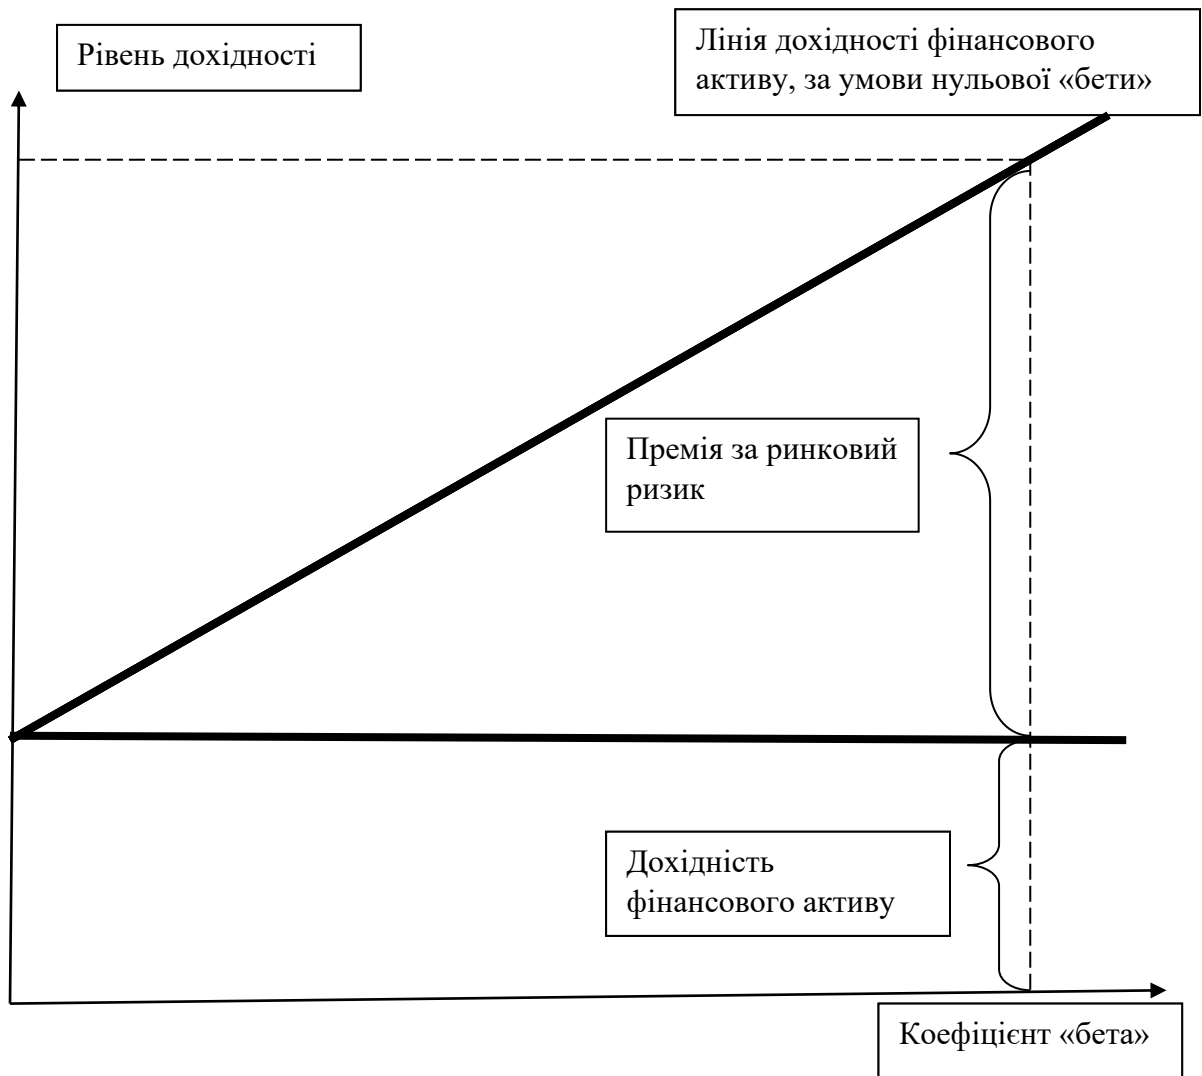 Рівень дохідності
Лінія дохідності фінансового
активу, за умови нульової «бети»
Премія за ринковий
ризик
Дохідність
фінансового активу
Коефіцієнт «бета»